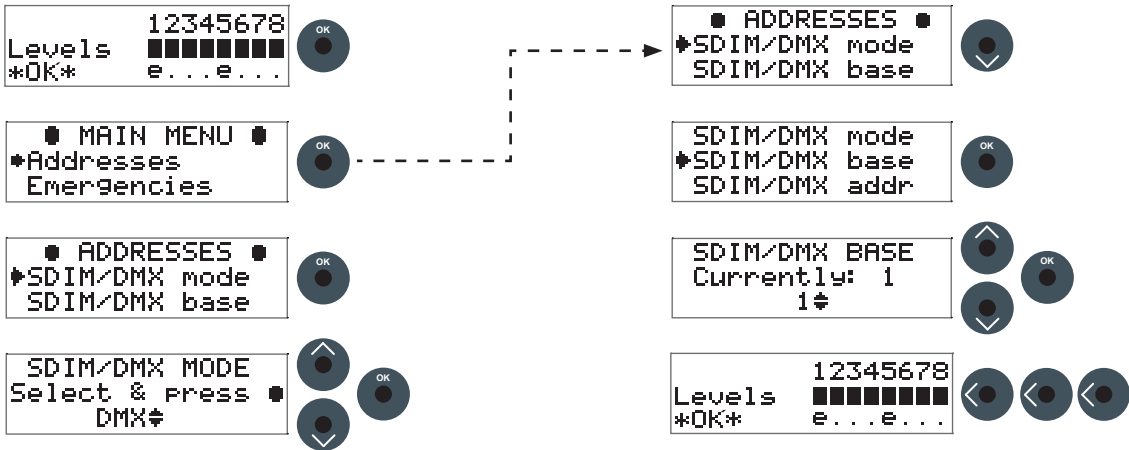 12345678
Levels ████████
*OK* e...e...
OK
● MAIN MENU ●
Addresses
Emergencies
OK
● ADDRESSES ●
SDIM/DMX mode
SDIM/DMX base
OK
SDIM/DMX MODE
Select & press ●
DMX
OK
● ADDRESSES ●
SDIM/DMX mode
SDIM/DMX base
SDIM/DMX mode
SDIM/DMX base
SDIM/DMX addr
OK
SDIM/DMX BASE
Currently: 1
1
OK
12345678
Levels ████████
*OK* e...e...